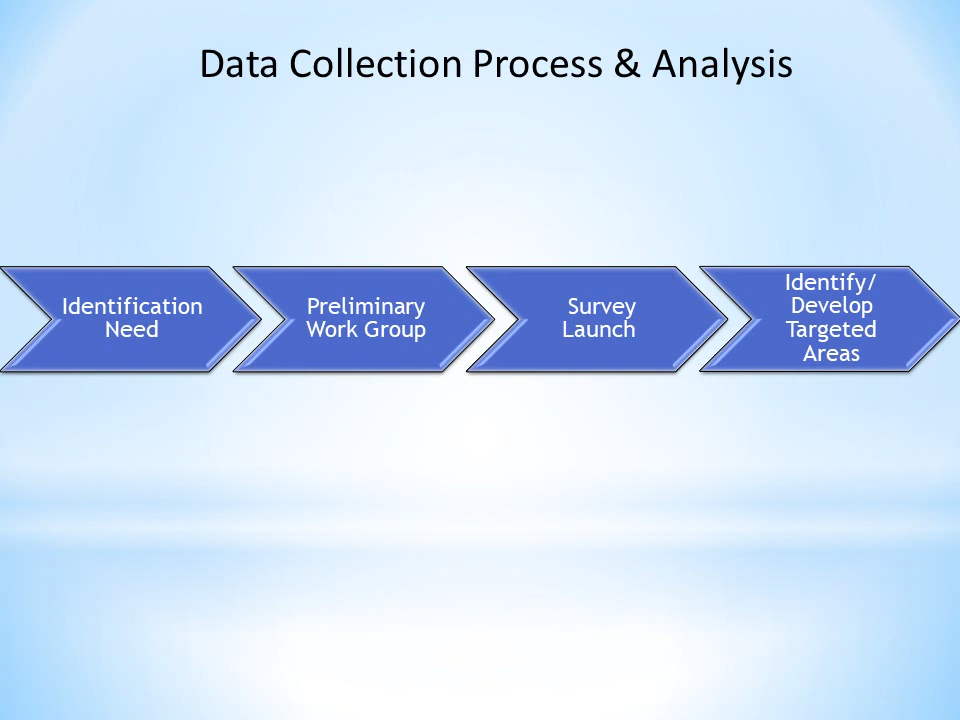 Data Collection Process & Analysis
Identification
Need
Preliminary
Work Group
Survey
Launch
Identify/
Develop
Targeted
Areas